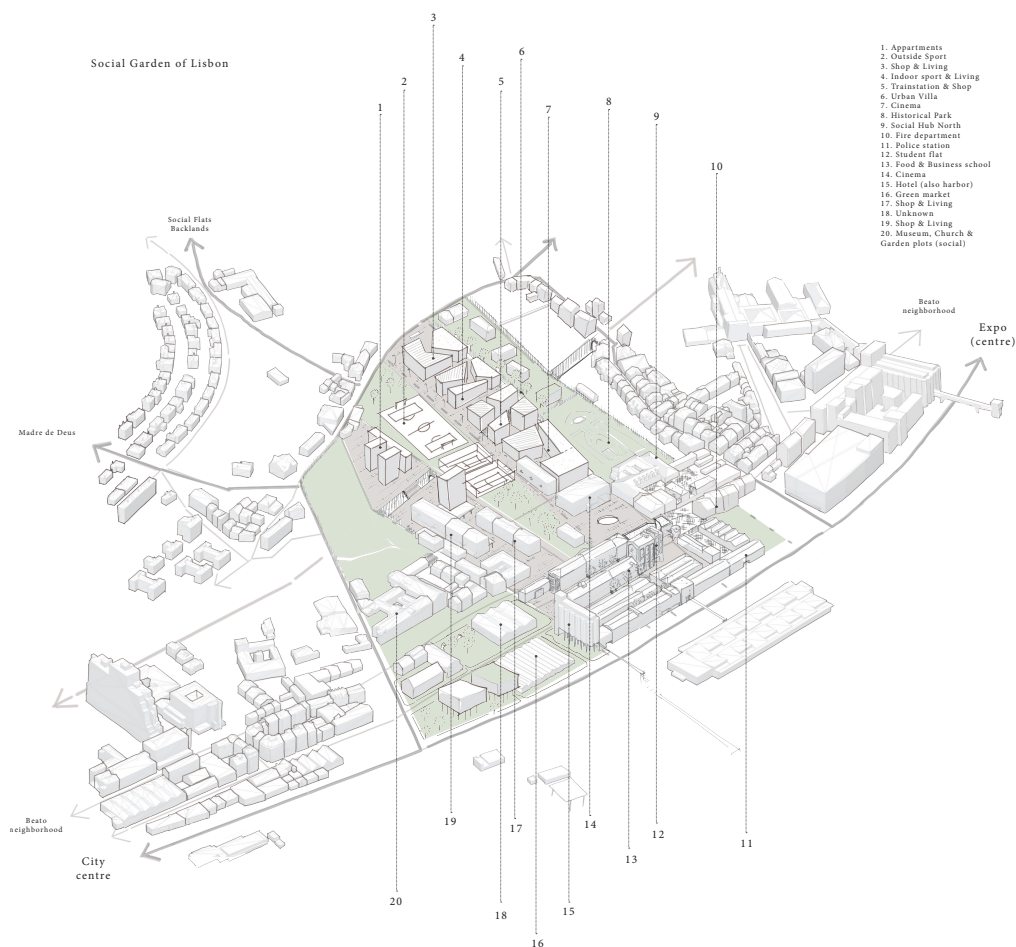 3
Social Garden of Lisbon
1. Appartments
2. Outside Sport
3. Shop & Living
4. Indoor sport & Living
5. Trainstation & Shop
6. Urban Villa
7. Cinema
8. Historical Park
9. Social Hub North
10. Fire department
11. Police station
12. Student flat
13. Food & Business school
14. Cinema
15. Hotel (also harbor)
16. Green market
17. Shop & Living
18. Unknown
19. Shop & Living
20. Museum, Church &
Garden plots (social)
4
6
2
5
1
7
8
9
10
Social Flats
Backlands
Beato
neighborhood
Expo
(centre)
Madre de Deus
Beato
neighborhood
City
centre
19
17
14
12
13
11
20
18
15
16